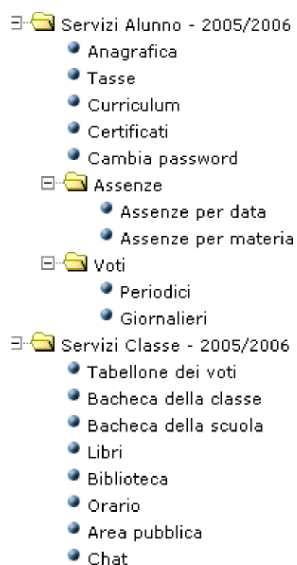 Servizi Alunno - 2005/2006
Anagrafica
Tasse
Curriculum
Certificati
Cambia password
Assenze
Assenze per data
Assenze per materia
Voti
Periodici
Giornalieri
Servizi Classe - 2005/2006
Tabellone dei voti
Bacheca della classe
Bacheca della scuola
Libri
Biblioteca
Orario
Area pubblica
Chat